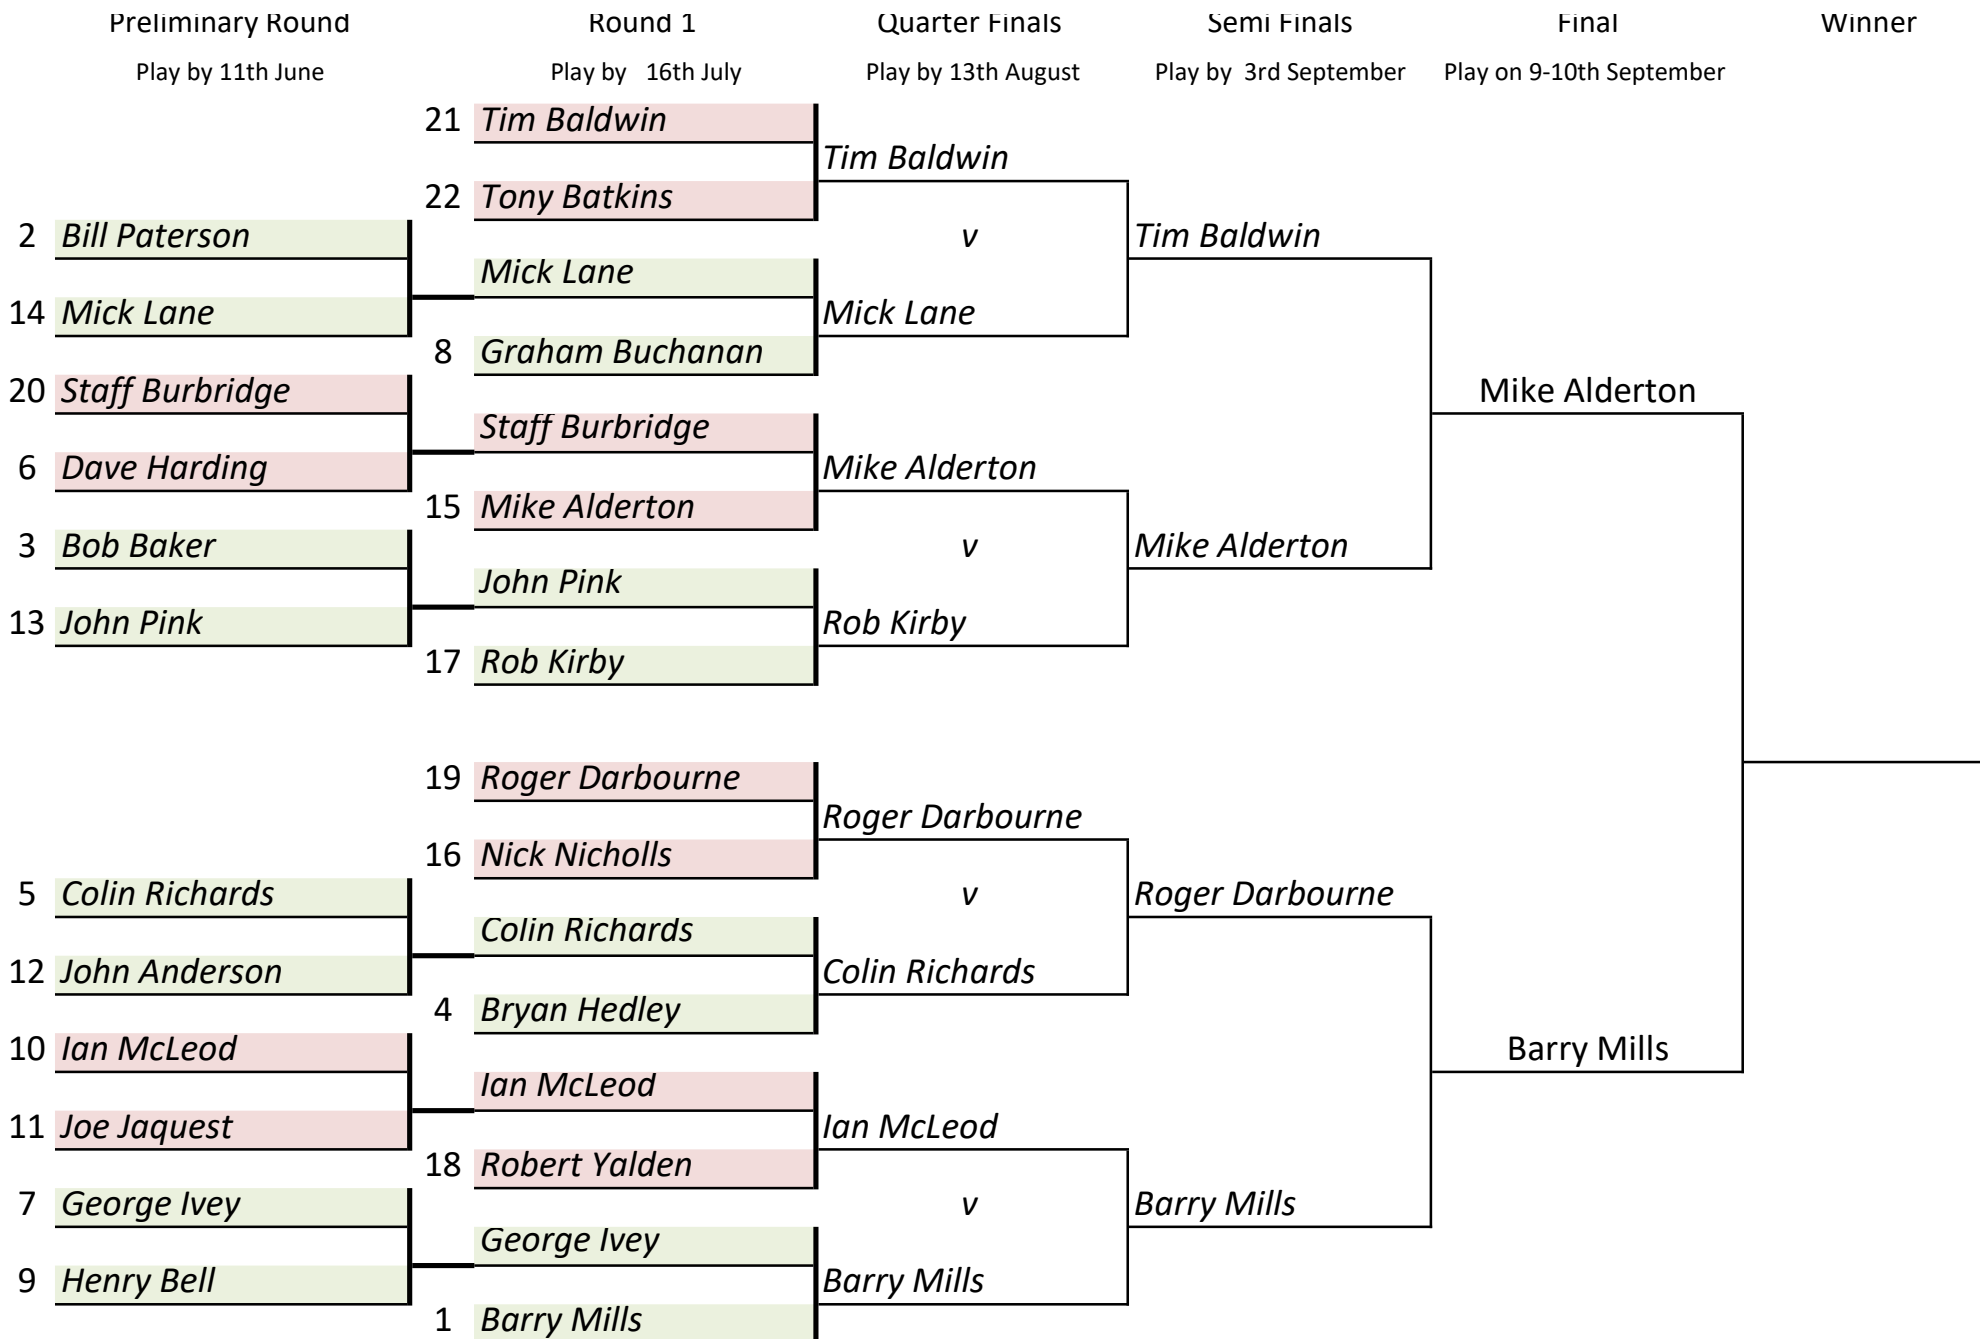 Preliminary Round Round 1 Quarter Finals Semi Finals Final Winner
Play by 11th June Play by 16th July Play by 13th August Play by 3rd September Play on 9-10th September
21 Tim Baldwin
Tim Baldwin
22 Tony Batkins
2 Bill Paterson v Tim Baldwin
Mick Lane
14 Mick Lane Mick Lane
8 Graham Buchanan
20 Staff Burbridge Mike Alderton
Staff Burbridge
6 Dave Harding Mike Alderton
15 Mike Alderton
3 Bob Baker v Mike Alderton
John Pink
13 John Pink Rob Kirby
17 Rob Kirby
19 Roger Darbourne
Roger Darbourne
16 Nick Nicholls
5 Colin Richards v Roger Darbourne
Colin Richards
12 John Anderson Colin Richards
4 Bryan Hedley
10 Ian McLeod Barry Mills
Ian McLeod
11 Joe Jaquest Ian McLeod
18 Robert Yalden
7 George Ivey v Barry Mills
George Ivey
9 Henry Bell Barry Mills
1 Barry Mills